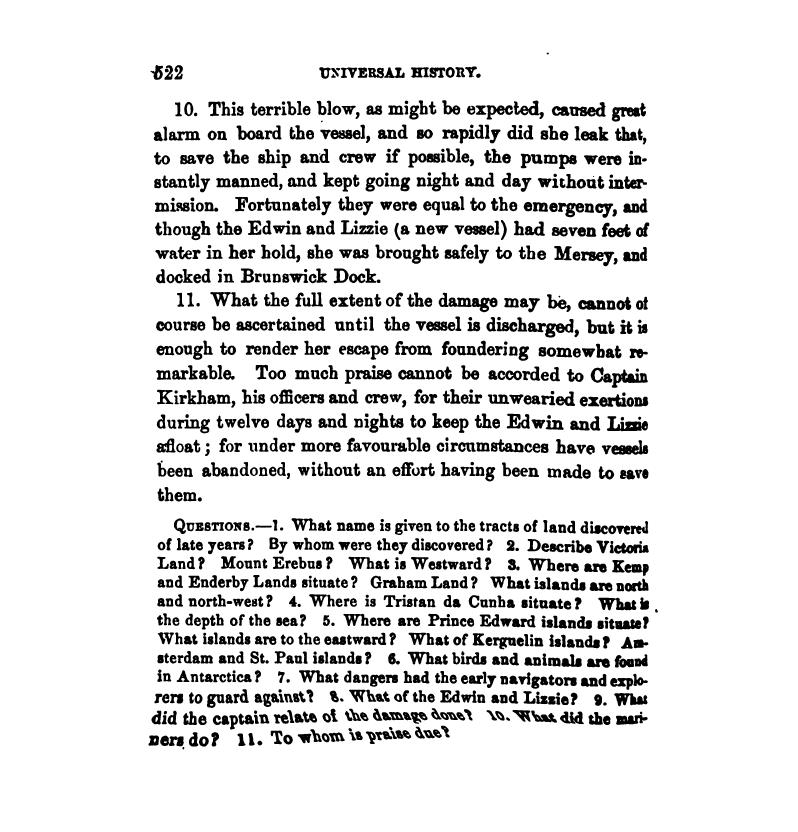 522 UNIVERSAL HISTORY.
10. This terrible blow, as might be expected, caused great
alarm on board the vessel, and so rapidly did she leak that,
to save the ship and crew if possible, the pumps were in-
stantly manned, and kept going night and day without inter-
mission. Fortunately they were equal to the emergency, and
though the Edwin and Lizzie (a new vessel) had seven feet of
water in her hold, she was brought safely to the Mersey, and
docked in Brunswick Dock.
11. What the full extent of the damage may be, cannot of
course be ascertained until the vessel is discharged, but it is
enough to render her escape from foundering somewhat re-
markable. Too much praise cannot be accorded to Captain
Kirkham, his officers and crew, for their unwearied exertions
during twelve days and nights to keep the Edwin and Lizzie
afloat; for under more favourable circumstances have vessels
been abandoned, without an effort having been made to save
them.
QUESTIONS.—1. What name is given to the tracts of land discovered
of late years? By whom were they discovered? 2. Describe Victoria
Land? Mount Erebus? What is Westward? 3. Where are Kemp
and Enderby Lands situate? Graham Land? What islands are north
and north-west? 4. Where is Tristan da Cunha situate? What is
the depth of the sea? 5. Where are Prince Edward islands situate?
What islands are to the eastward? What of Kerguelin islands? Am-
sterdam and St. Paul islands? 6. What birds and animals are found
in Antarctica? 7. What dangers had the early navigators and explo-
rers to guard against? 8. What of the Edwin and Lizzie? 9. What
did the captain relate of the damage done? 10. What did the mari-
ners do? 11. To whom is praise due?